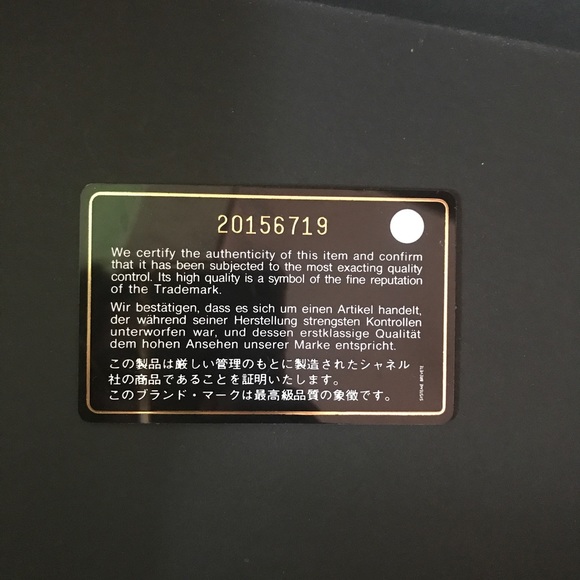 20156719
We certify the authenticity of this item and confirm
that it has been subjected to the most exacting quality
control. Its high quality is a symbol of the fine reputation
of the Trademark.
Wir bestätigen, dass es sich um einen Artikel handelt,
der während seiner Herstellung strengsten Kontrollen
unterworfen war, und dessen erstklassige Qualität
dem hohen Ansehen unserer Marke entspricht.
この製品は厳しい管理のもとに製造されたシャネル
社の商品であることを証明いたします。
このブランド・マークは最高級品質の象徴です。
SYSTEME BREVETE